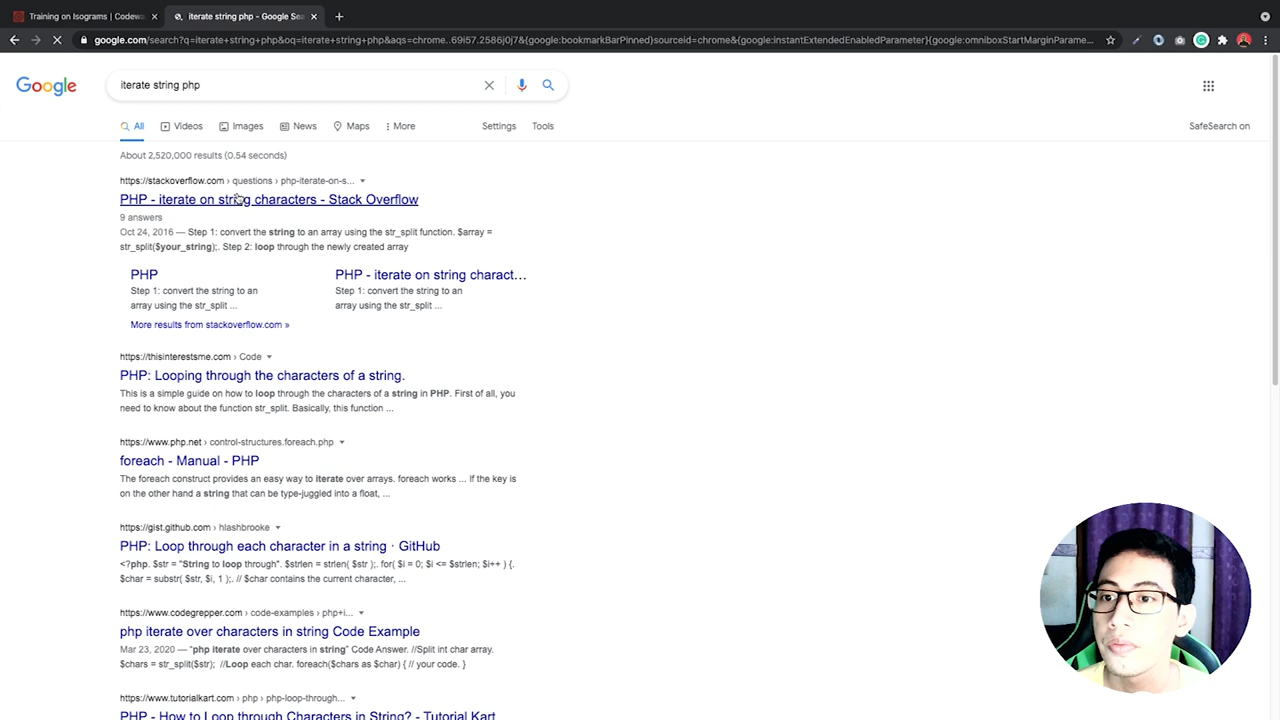 Training on Isograms | Codewa
iterate string php - Google Sea
google.com/search?q=iterate+string+php&oq=iterate+string+php&aqs=chrome..69i57.2586j0j7&{google:bookmarkBarPinned}sourceid=chrome&{google:instantExtendedEnabledParameter}{google:omniboxStartMarginParame...
Google
iterate string php
All
Videos
Images
News
Maps
More
Settings
Tools
SafeSearch on
About 2,520,000 results (0.54 seconds)
https://stackoverflow.com › questions › php-iterate-on-s...
PHP - iterate on string characters - Stack Overflow
9 answers
Oct 24, 2016 — Step 1: convert the string to an array using the str_split function. $array =
str_split($your_string);. Step 2: loop through the newly created array
PHP
Step 1: convert the string to an
array using the str_split ...
PHP - iterate on string charact...
Step 1: convert the string to an
array using the str_split ...
More results from stackoverflow.com »
https://thisinterestsme.com › Code
PHP: Looping through the characters of a string.
This is a simple guide on how to loop through the characters of a string in PHP. First of all, you
need to know about the function str_split. Basically, this function ...
https://www.php.net › control-structures.foreach.php
foreach - Manual - PHP
The foreach construct provides an easy way to iterate over arrays. foreach works ... If the key is
on the other hand a string that can be type-juggled into a float, ...
https://gist.github.com › hlashbrooke
PHP: Loop through each character in a string · GitHub
<?php. $str = "String to loop through". $strlen = strlen( $str );. for( $i = 0; $i <= $strlen; $i++ ) {.
$char = substr( $str, $i, 1 );. // $char contains the current character, ...
https://www.codegrepper.com › code-examples › php+i...
php iterate over characters in string Code Example
Mar 23, 2020 — "php iterate over characters in string" Code Answer. //Split int char array.
$chars = str_split($str); //Loop each char. foreach($chars as $char) { // your code. }
https://www.tutorialkart.com › php › php-loop-through...
PHP - How to Loop through Characters in String? - Tutorial Kart